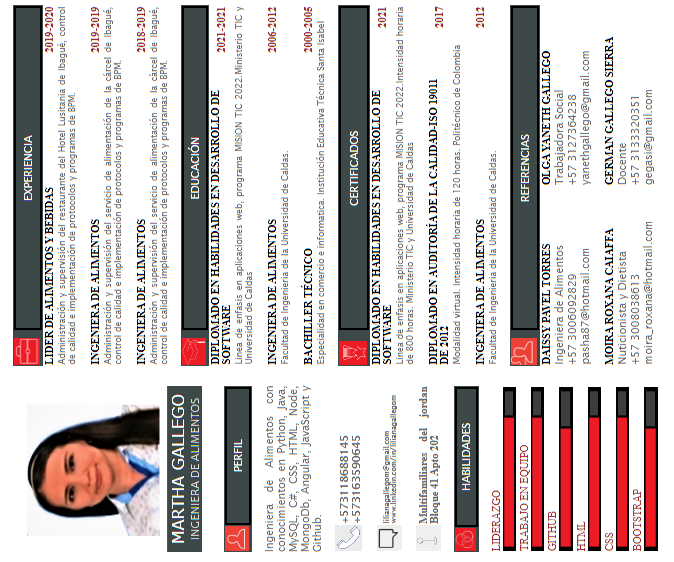 MARTHA GALLEGO
INGENIERA DE ALIMENTOS
PERFIL
Ingeniera de Alimentos con
conocimientos en Python, Java,
MySQL, C#, CSS, HTML, Node,
MongoDb, Angular, JavaScript y
Github.
+573118688145
+573163590645
lilianagallegom@gmail.com
www.linkedin.com/in/lilianagallegom
Multifamiliares del Jordan
Bloque 41 Apto 202
HABILIDADES
LIDERAZGO
TRABAJO EN EQUIPO
GITHUB
HTML
CSS
BOOTSTRAP
EXPERIENCIA
LIDER DE ALIMENTOS Y BEBIDAS 2019-2020
Administración y supervisión del restaurante del Hotel Lusitania de Ibagué, control
de calidad e implementación de protocolos y programas de BPM.
INGENIERA DE ALIMENTOS 2019-2019
Administración y supervisión del servicio de alimentación de la cárcel de Ibagué,
control de calidad e implementación de protocolos y programas de BPM.
INGENIERA DE ALIMENTOS 2018-2019
Administración y supervisión del servicio de alimentación de la cárcel de Ibagué,
control de calidad e implementación de protocolos y programas de BPM.
EDUCACIÓN
DIPLOMADO EN HABILIDADES EN DESARROLLO DE
SOFTWARE 2021-2021
Linea de enfasis en aplicaciones web, programa MISION TIC 2022.Ministerio TIC y
Universidad de Caldas
INGENIERA DE ALIMENTOS 2006-2012
Facultad de Ingenieria de la Universidad de Caldas.
BACHILLER TÉCNICO 2000-2005
Especialidad en comercio e informatica. Institución Educativa Técnica Santa Isabel
CERTIFICADOS
DIPLOMADO EN HABILIDADES EN DESARROLLO DE
SOFTWARE 2021
Linea de enfasis en aplicaciones web, programa MISION TIC 2022.Intensidad horaria
de 800 horas. Ministerio TIC y Universidad de Caldas.
DIPLOMADO EN AUDITORÍA DE LA CALIDAD-ISO 19011
DE 2012 2017
Modalidad virtual. Intensidad horaria de 120 horas. Politécnico de Colombia
INGENIERA DE ALIMENTOS 2012
Facultad de Ingenieria de la Universidad de Caldas.
REFERENCIAS
DAISSY PAVEL TORRES
Ingeniera de Alimentos
+57 3006092829
pasha87@hotmail.com
OLGA YANETH GALLEGO
Trabajadora Social
+57 3127364238
yanethgallego@gmail.com
MOIRA ROXANA CAIAFFA
Nuticionista y Dietista
+57 3008038613
moira_roxana@hotmail.com
GERMAN GALLEGO SIERRA
Docente
+57 3133320351
gegasi@gmail.com